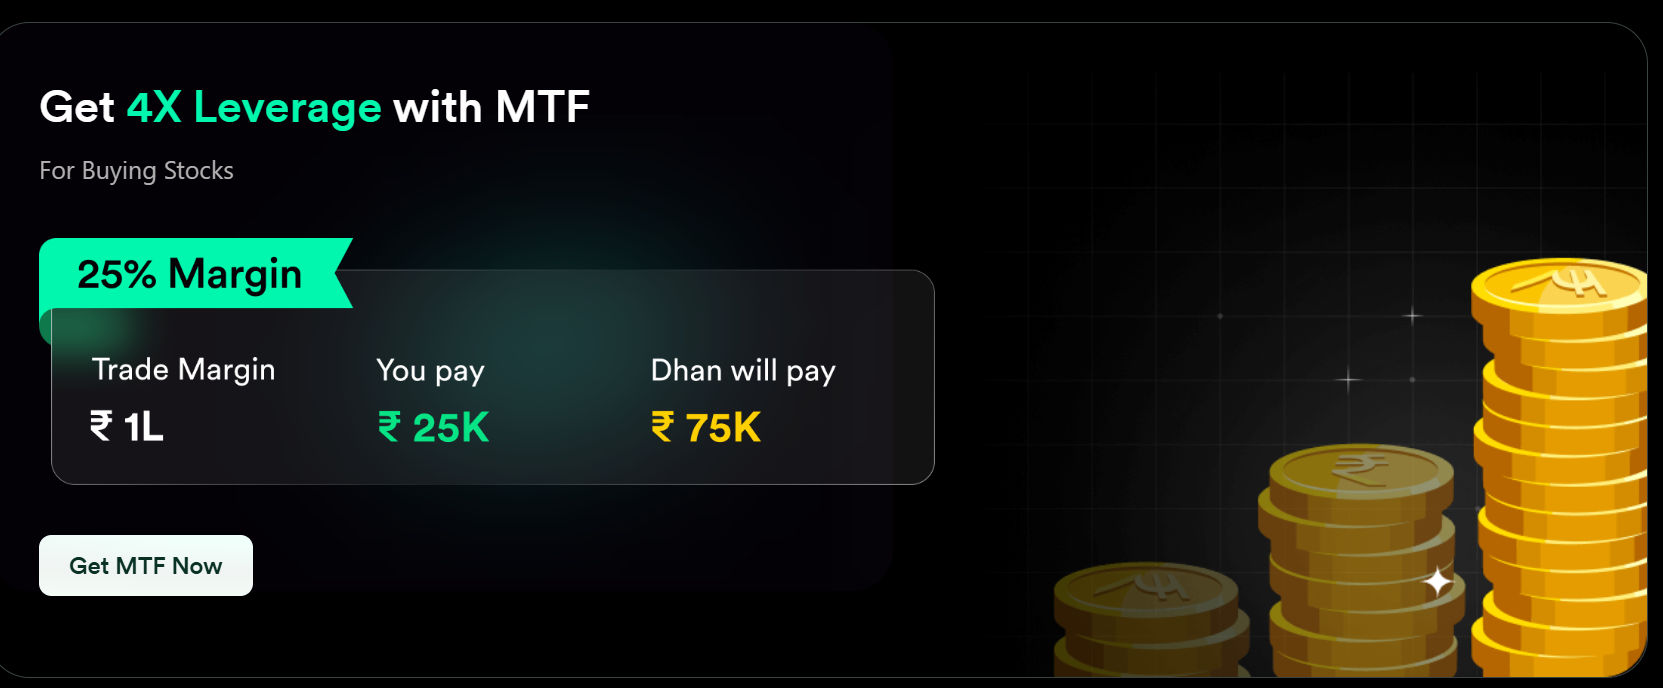 Get 4X Leverage with MTF
For Buying Stocks
25% Margin
Trade Margin You pay Dhan will pay
₹ 1L ₹ 25K ₹ 75K
Get MTF Now